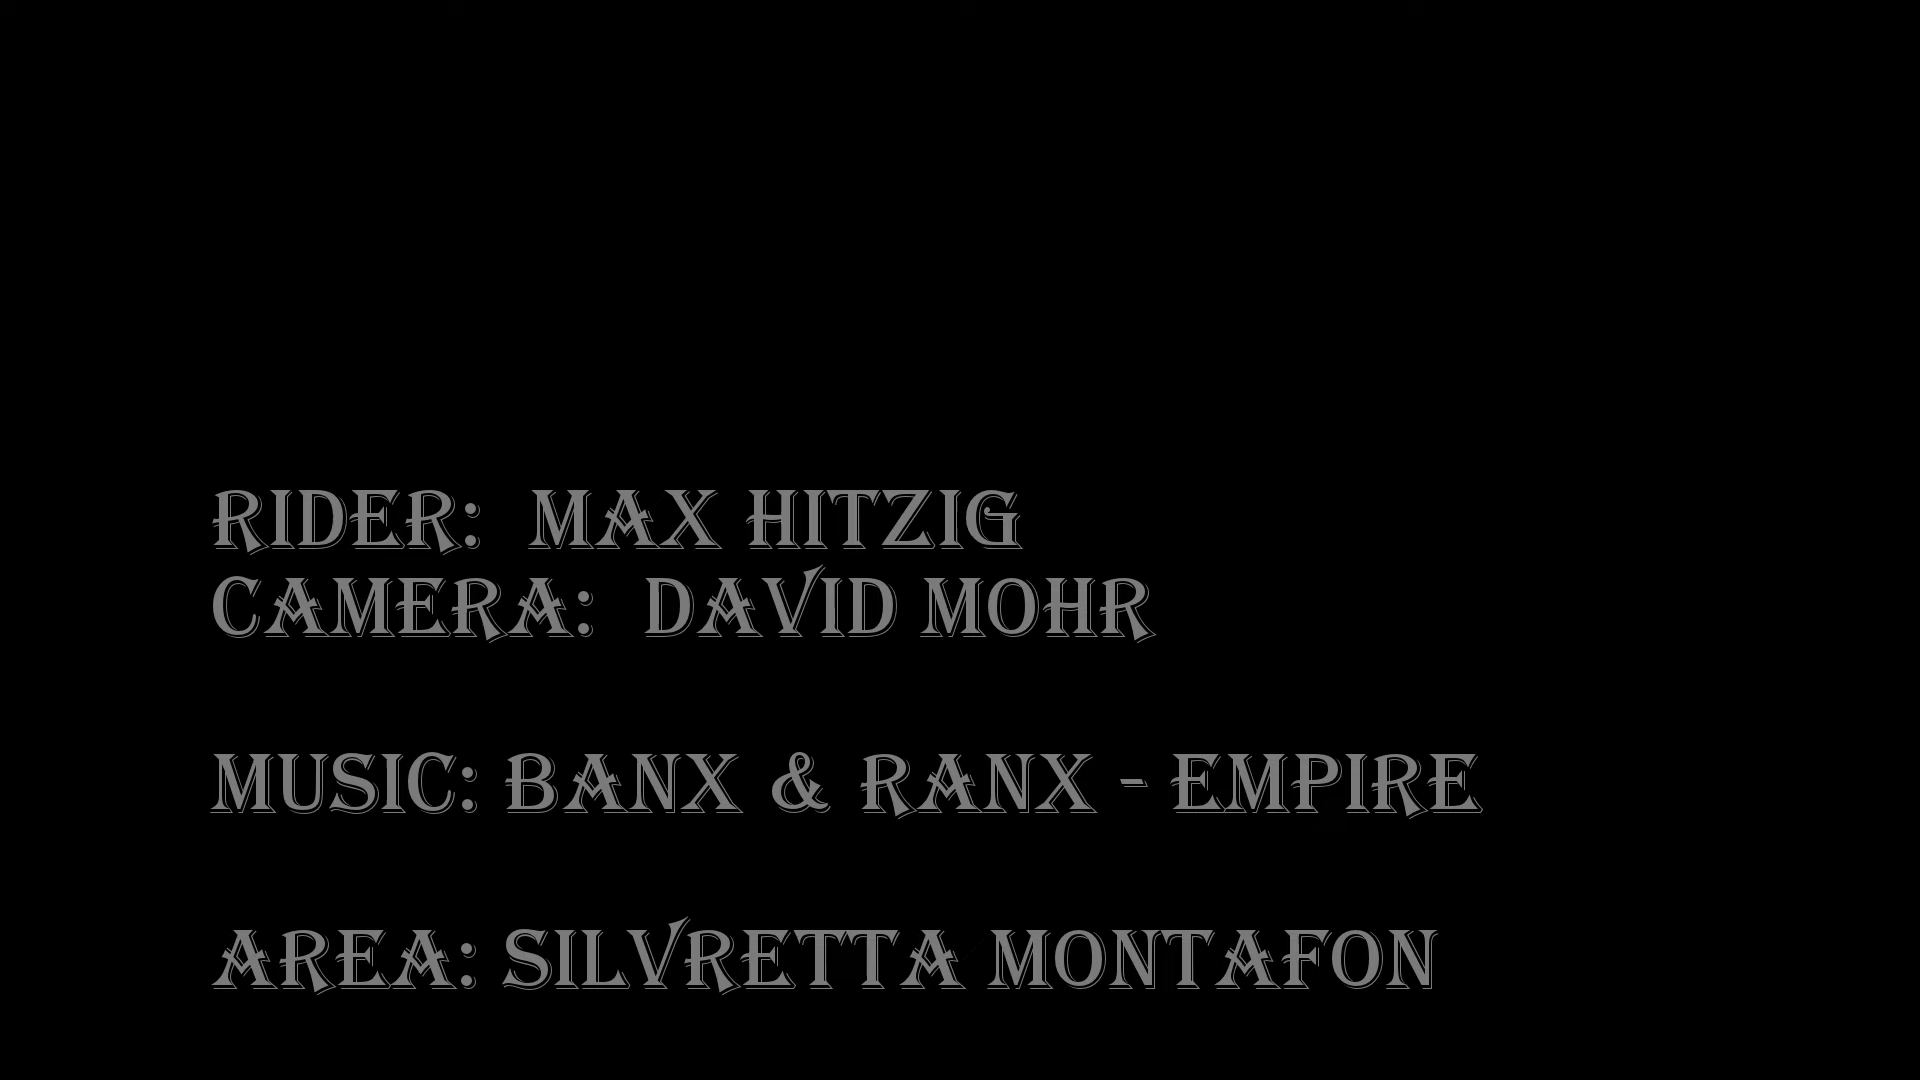 RIDER:  MAX HITZIG
CAMERA:  DAVID MOHR
MUSIC: BANX & RANX - EMPIRE
AREA: SILVRETTA MONTAFON